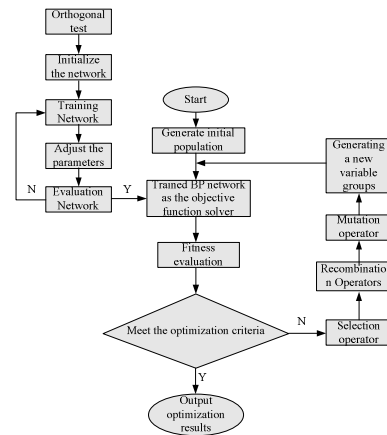 Orthogonal
test
Initialize
the network
Training
Network
Adjust the
parameters
N
Evaluation
Network
Y
Start
Generate initial
population
Trained BP network
as the objective
function solver
Fitness
evaluation
Meet the optimization criteria
N
Y
Output
optimization
results
Selection
operator
Recombinatio
n Operators
Mutation
operator
Generating
a new
variable
groups